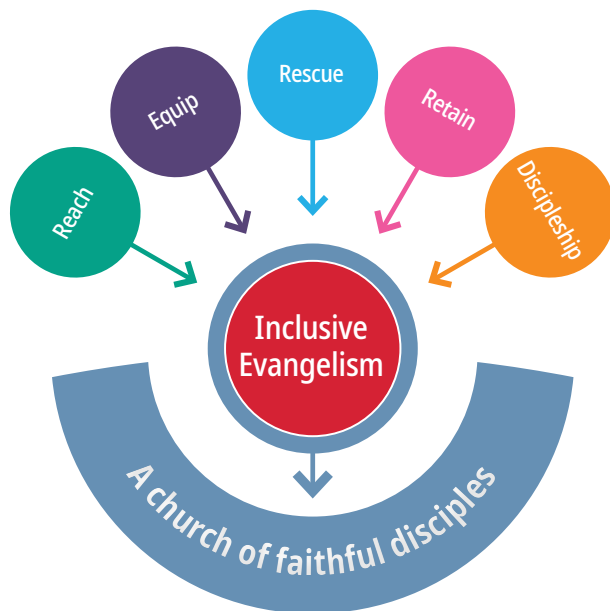 Reach
Equip
Rescue
Retain
Discipleship
Inclusive
Evangelism
A church of faithful disciples